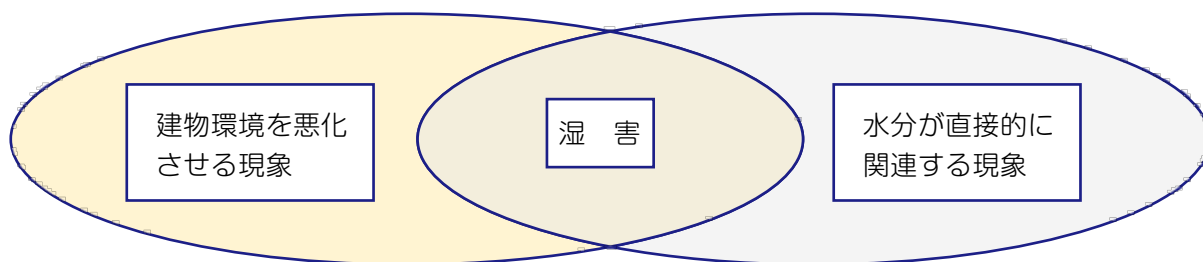 建物環境を悪化
させる現象
湿　害
水分が直接的に
関連する現象